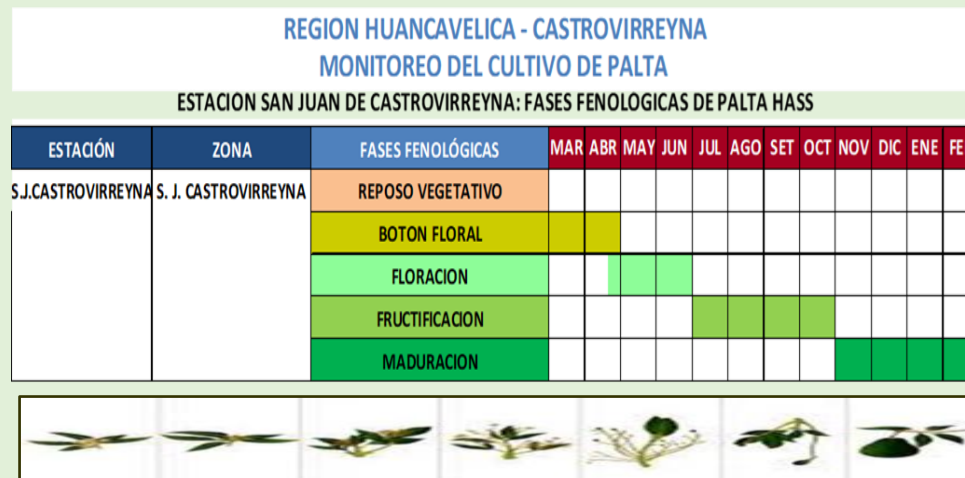 REGION HUANCAVELICA - CASTROVIRREYNA
MONITOREO DEL CULTIVO DE PALTA
ESTACION SAN JUAN DE CASTROVIRREYNA: FASES FENOLOGICAS DE PALTA HASS
ESTACIÓN ZONA FASES FENOLÓGICAS MAR ABR MAY JUN JUL AGO SET OCT NOV DIC ENE FE
S.J.CASTROVIRREYNA S. J. CASTROVIRREYNA REPOSO VEGETATIVO
BOTON FLORAL
FLORACION
FRUCTIFICACION
MADURACION